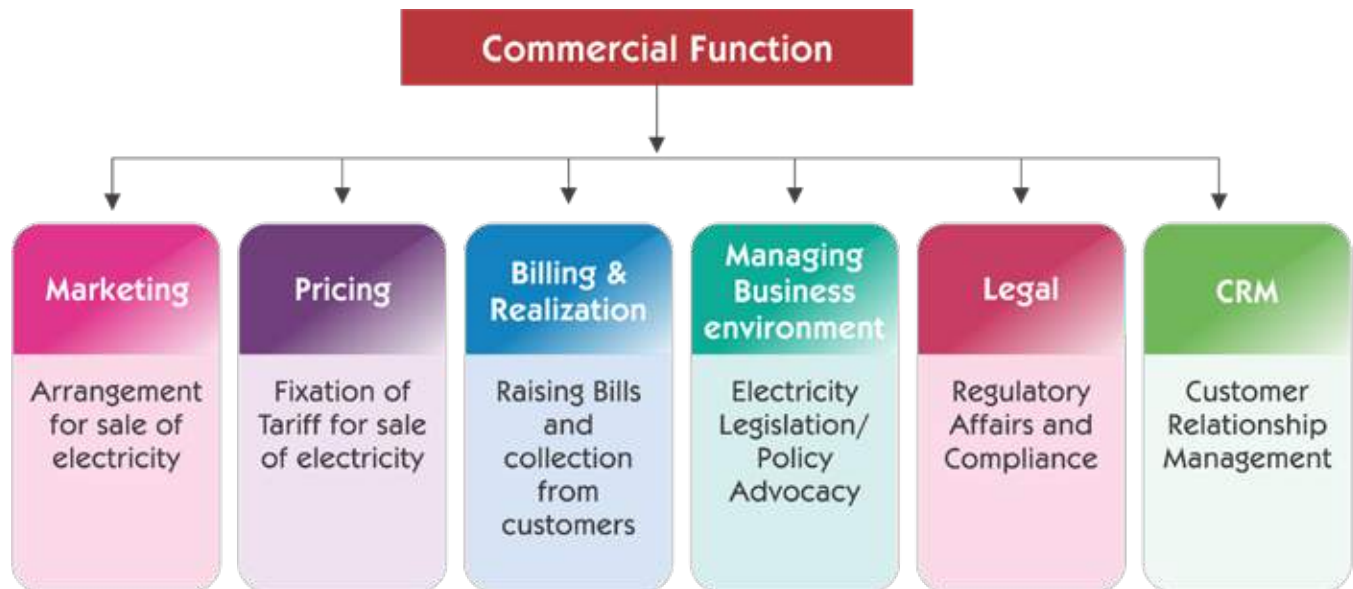 Commercial Function
Marketing
Arrangement
for sale of
electricity
Pricing
Fixation of
Tariff for sale
of electricity
Billing &
Realization
Raising Bills
and
collection
from
customers
Managing
Business
environment
Electricity
Legislation/
Policy
Advocacy
Legal
Regulatory
Affairs and
Compliance
CRM
Customer
Relationship
Management